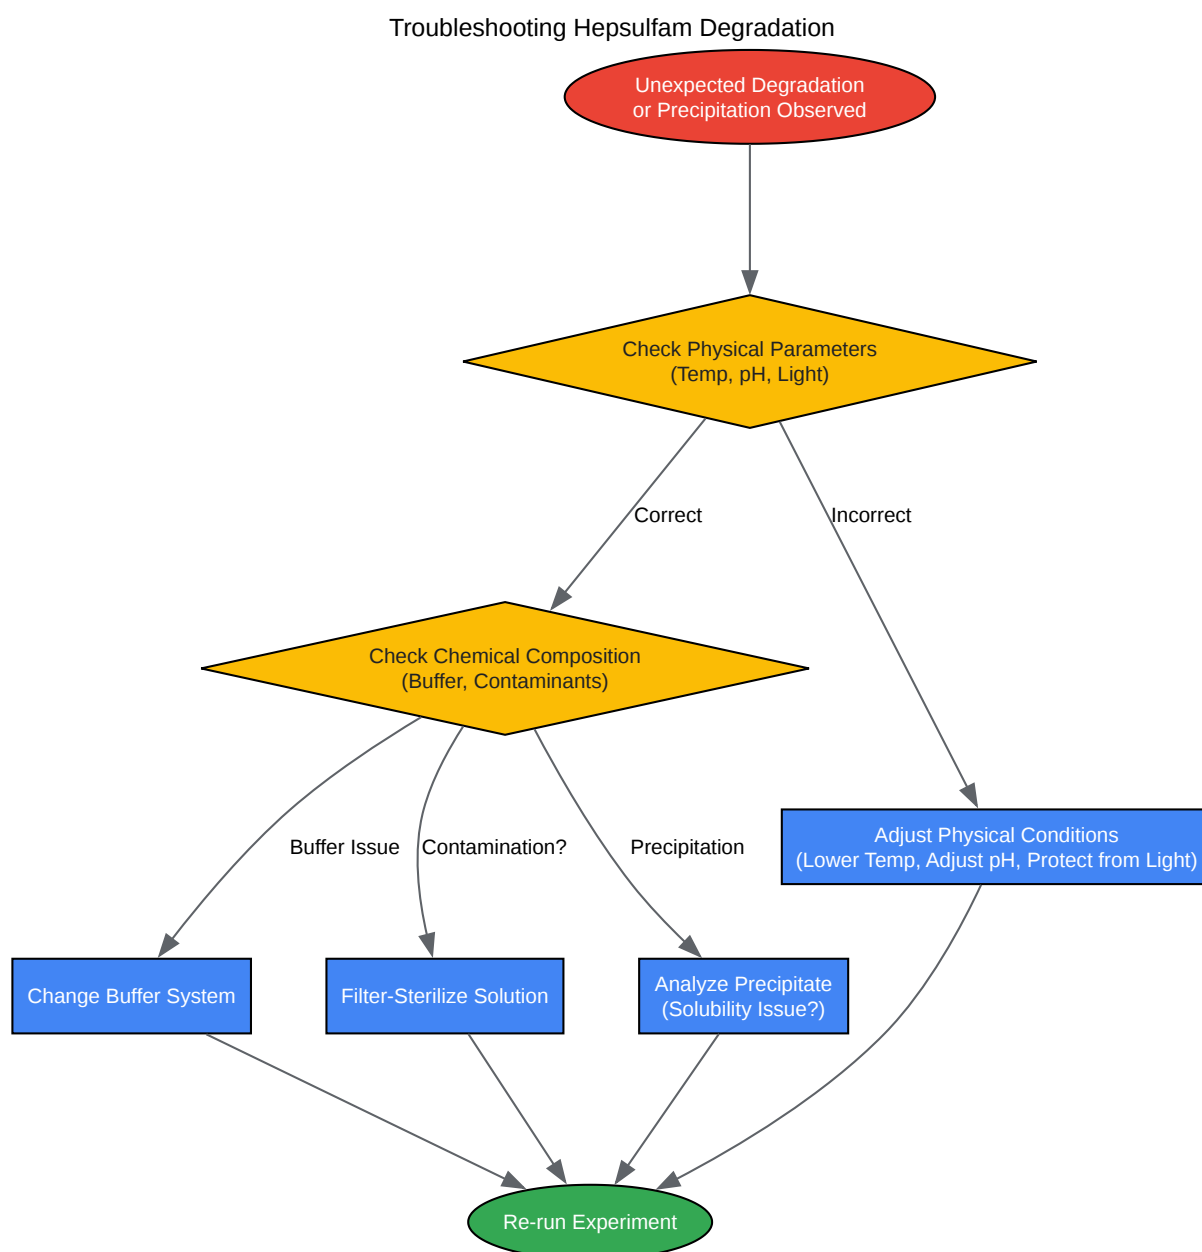 Troubleshooting Hepsulfam Degradation
Unexpected Degradation
or Precipitation Observed
Check Physical Parameters
(Temp, pH, Light)
Correct
Incorrect
Check Chemical Composition
(Buffer, Contaminants)
Buffer Issue
Contamination?
Precipitation
Adjust Physical Conditions
(Lower Temp, Adjust pH, Protect from Light)
Change Buffer System
Filter-Sterilize Solution
Analyze Precipitate
(Solubility Issue?)
Re-run Experiment